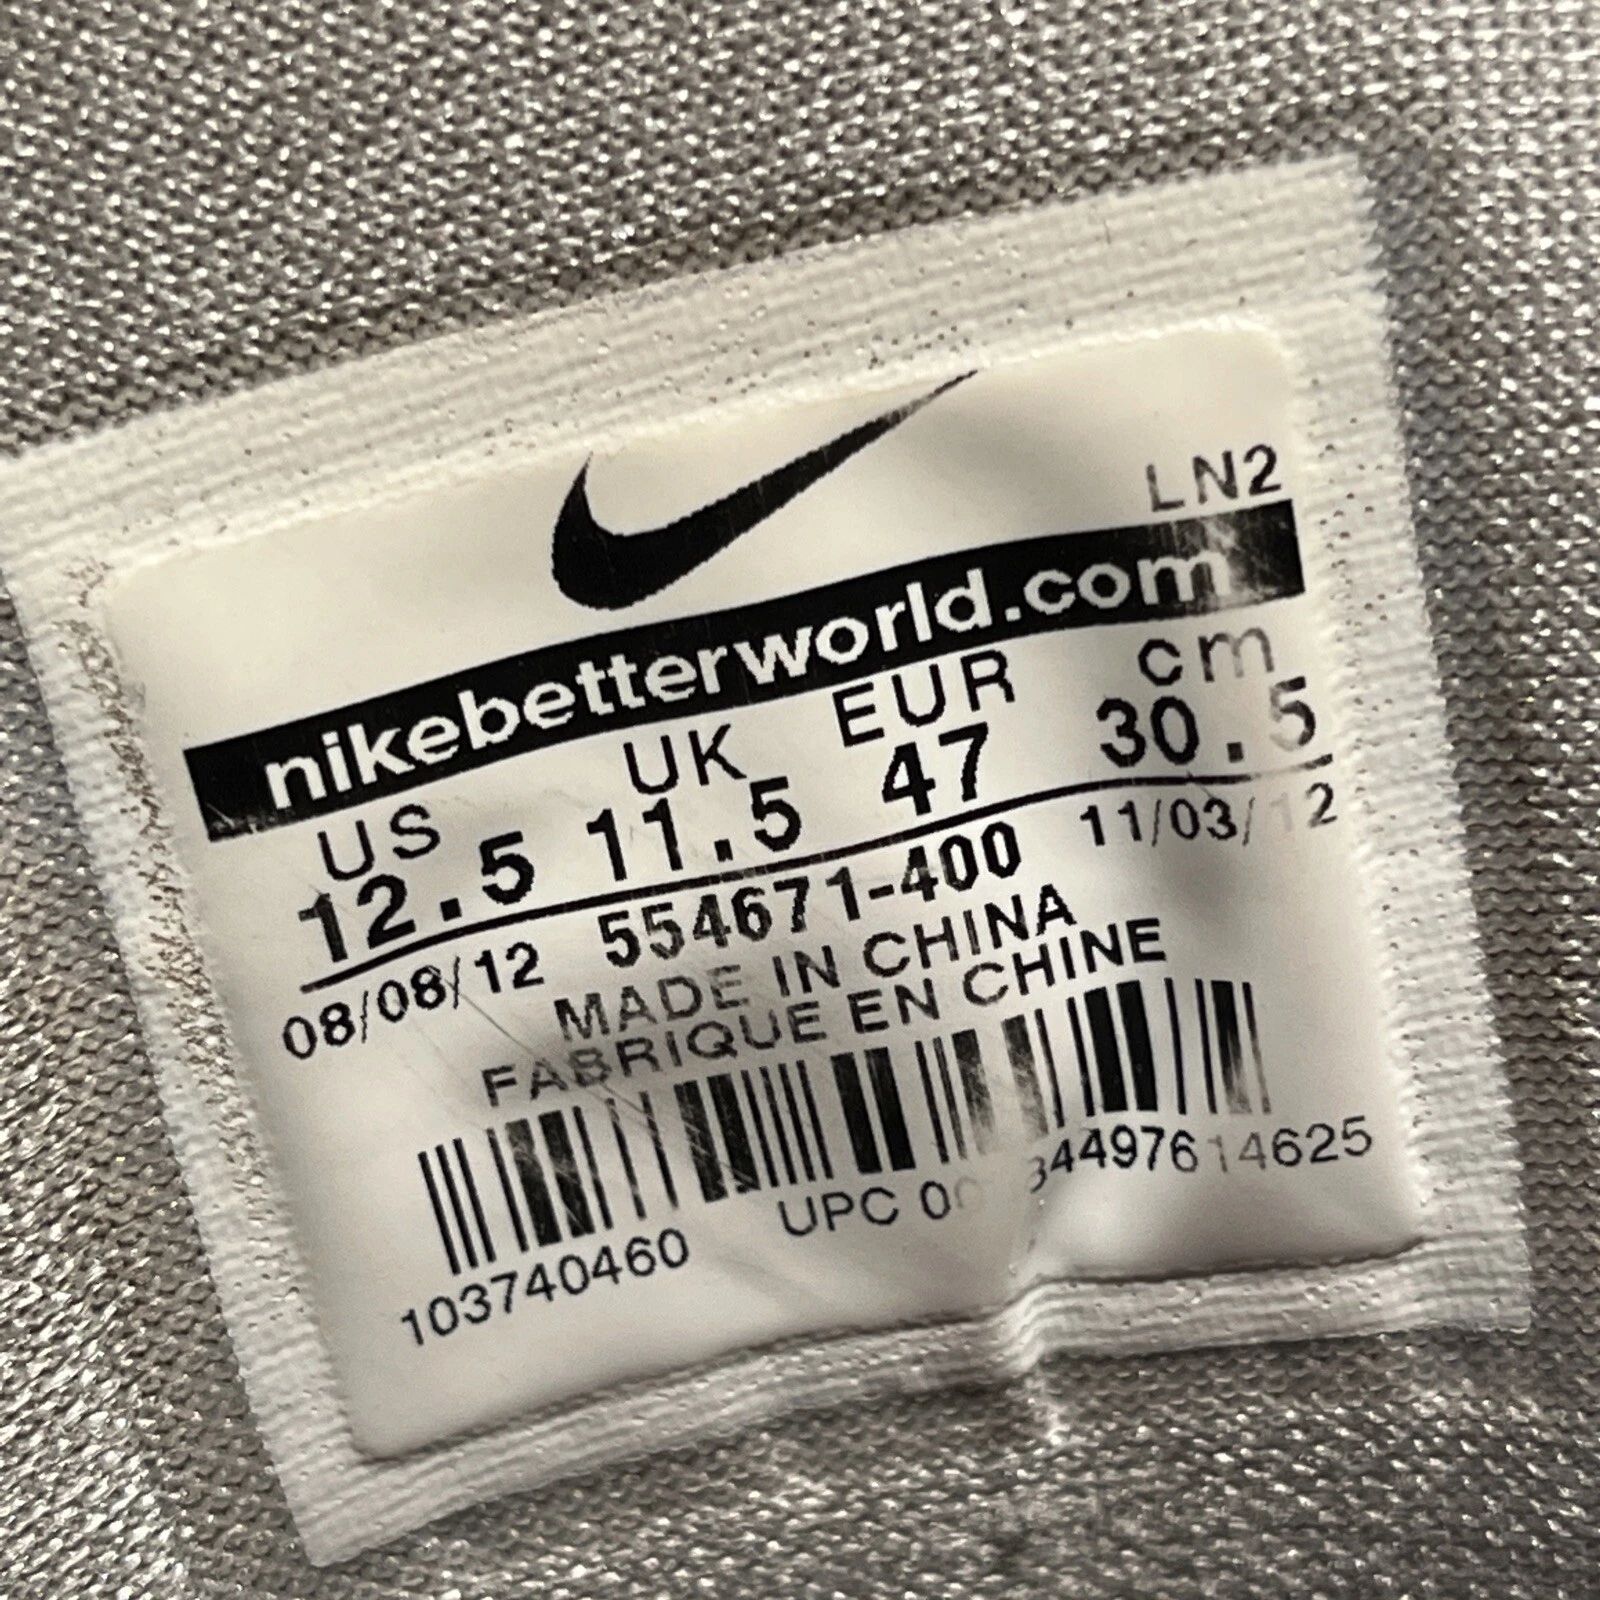 LN2
nikebetterworld.com
US UK EUR cm
12.5 11.5 47 30.5
08/08/12 554671-400 11/03/12
MADE IN CHINA
FABRIQUE EN CHINE
103740460 UPC